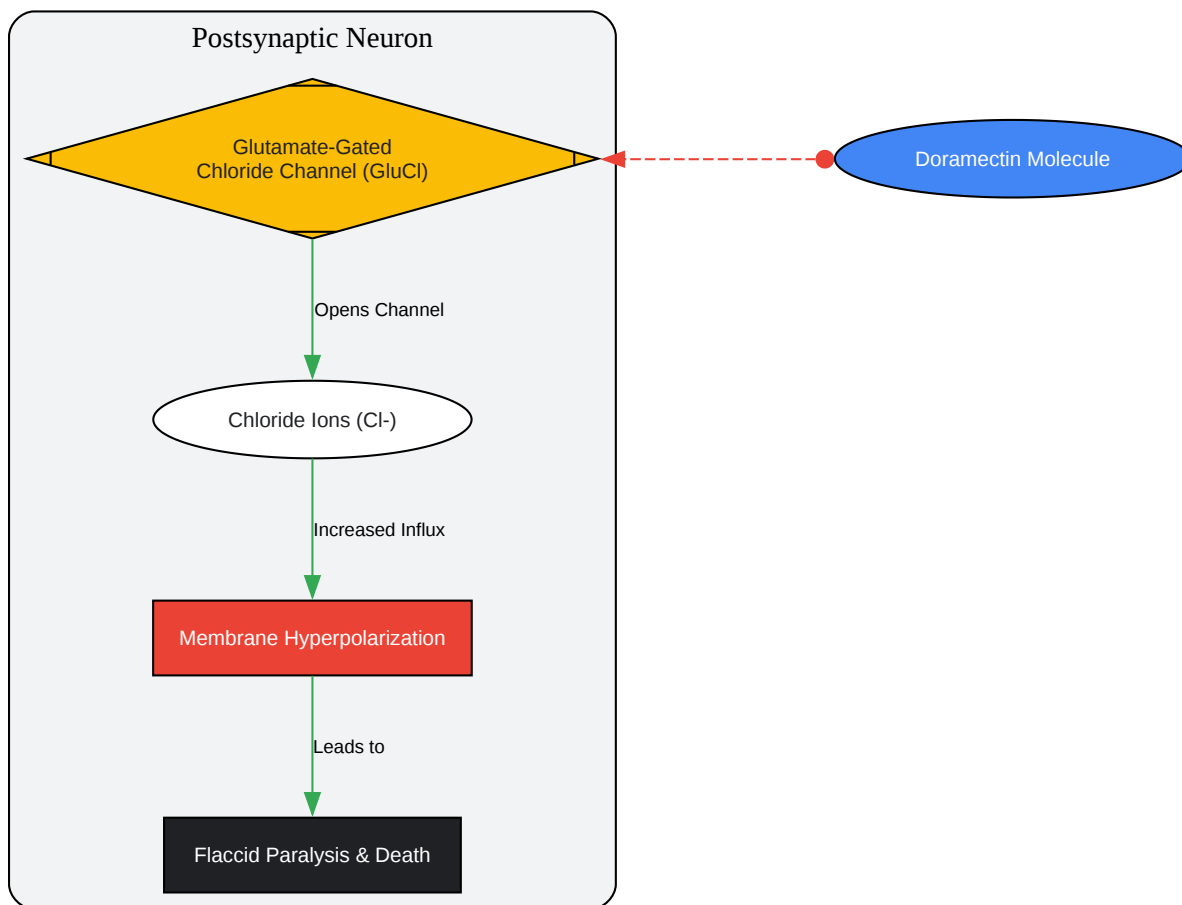 Postsynaptic Neuron
Glutamate-Gated
Chloride Channel (GluCl)
Doramectin Molecule
Opens Channel
Chloride Ions (Cl-)
Increased Influx
Membrane Hyperpolarization
Leads to
Flaccid Paralysis & Death